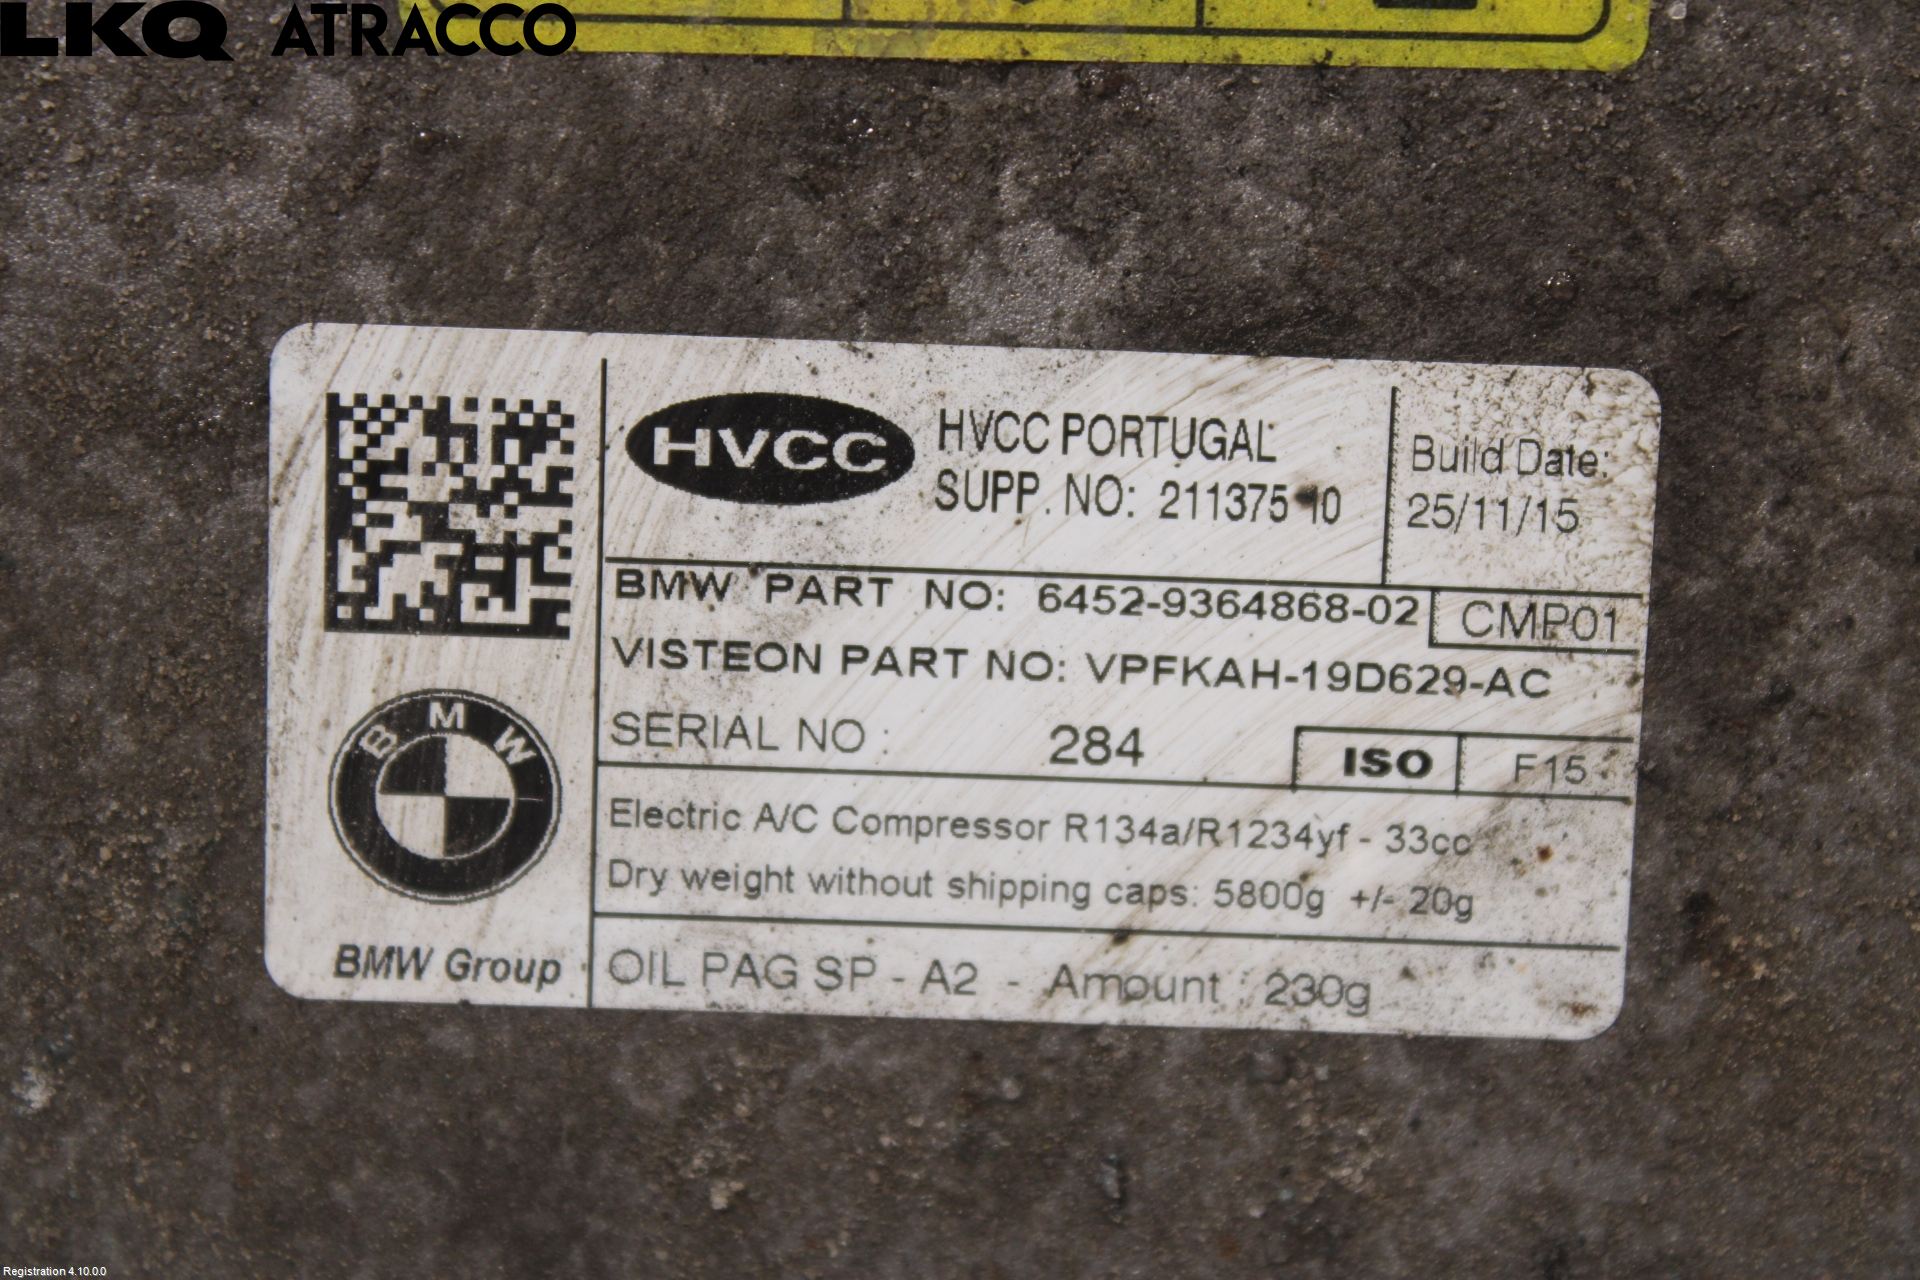 LKQ ATRACCO
HVCC
HVCC PORTUGAL
SUPP. NO: 211375 10
Build Date:
25/11/15
BMW PART NO: 6452-9364868-02
CMP01
VISTEON PART NO: VPFKAH-19D629-AC
SERIAL NO : 284
ISO F15
BMW
Electric A/C Compressor R134a/R1234yf - 33cc
Dry weight without shipping caps: 5800g +/- 20g
BMW Group
OIL PAG SP - A2 - Amount : 230g
Registration 4.10.0.0